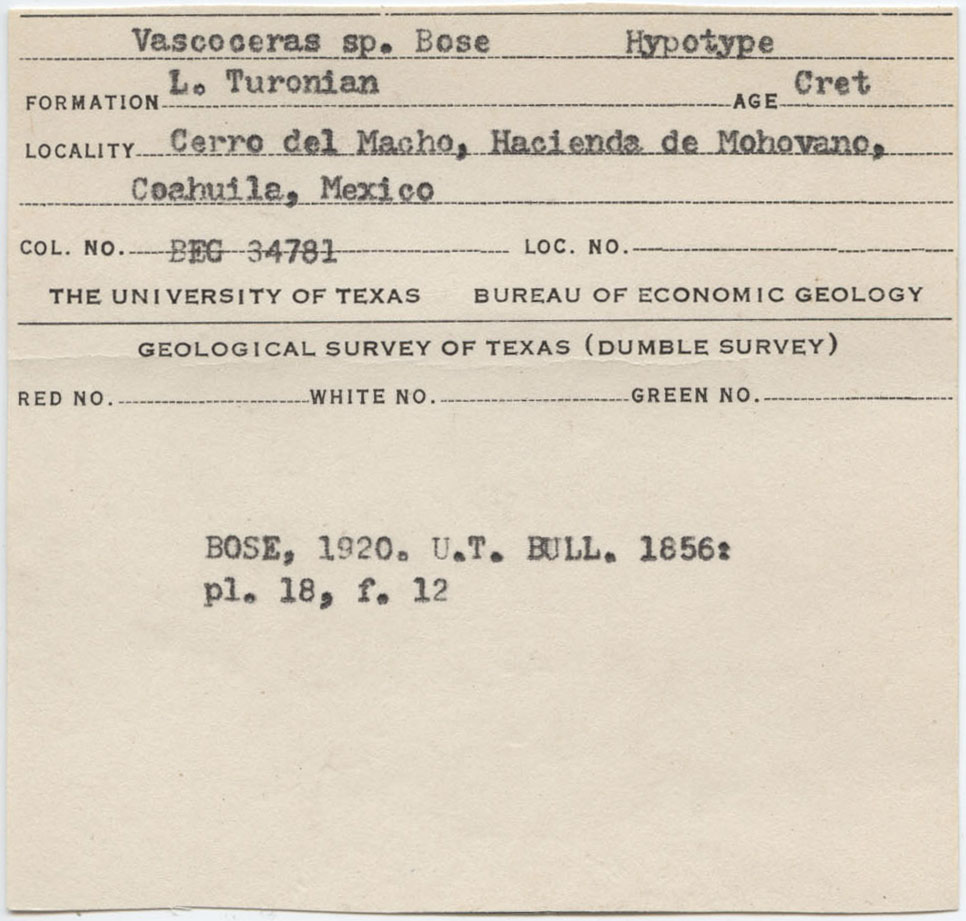 Vascoceras sp. Bose Hypotype
FORMATION L. Turonian AGE Cret
LOCALITY Cerro del Macho, Hacienda de Mohovano,
Coahuila, Mexico
COL. NO. BEG 34781 LOC. NO.
THE UNIVERSITY OF TEXAS BUREAU OF ECONOMIC GEOLOGY
GEOLOGICAL SURVEY OF TEXAS (DUMBLE SURVEY)
RED NO. WHITE NO. GREEN NO.
BOSE, 1920. U.T. BULL. 1856:
pl. 18, f. 12